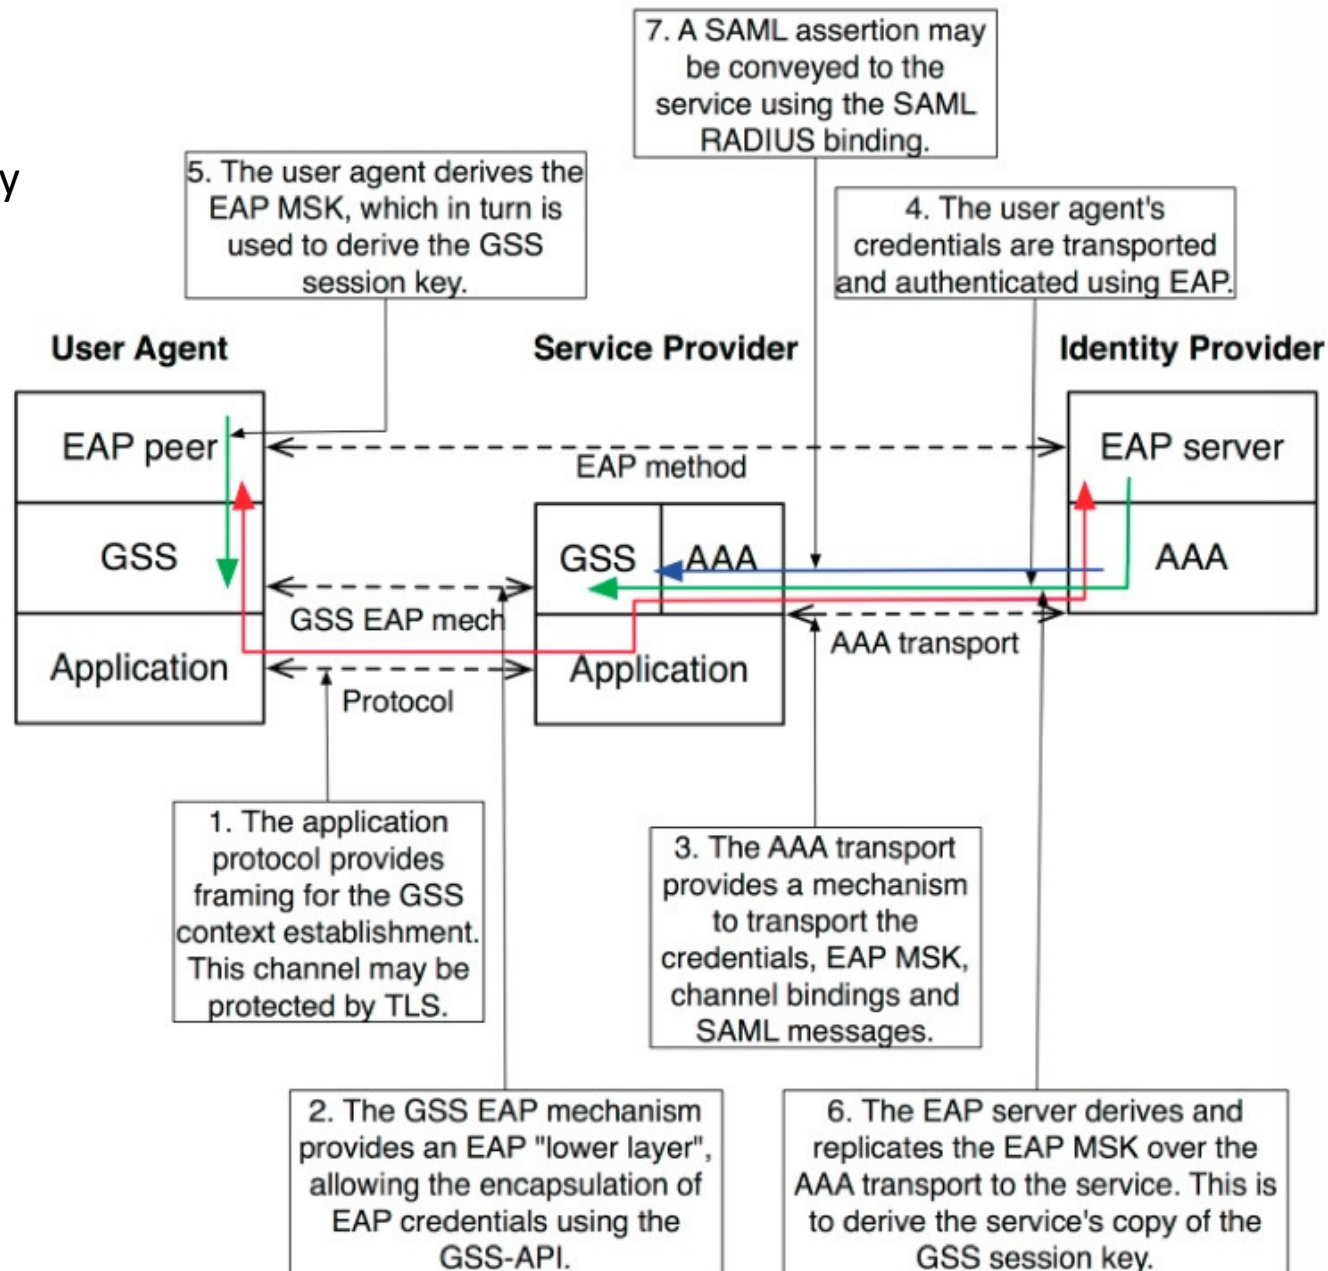 7. A SAML assertion may
be conveyed to the
service using the SAML
RADIUS binding.
y
5. The user agent derives the
EAP MSK, which in turn is
used to derive the GSS
session key.
4. The user agent's
credentials are transported
and authenticated using EAP.
User Agent
Service Provider
Identity Provider
EAP peer
EAP method
EAP server
GSS
GSS
AAA
AAA
GSS EAP mech
AAA transport
Application
Application
Protocol
1. The application
protocol provides
framing for the GSS
context establishment.
This channel may be
protected by TLS.
3. The AAA transport
provides a mechanism
to transport the
credentials, EAP MSK,
channel bindings and
SAML messages.
2. The GSS EAP mechanism
provides an EAP "lower layer",
allowing the encapsulation of
EAP credentials using the
GSS-API.
6. The EAP server derives and
replicates the EAP MSK over the
AAA transport to the service. This is
to derive the service's copy of the
GSS session key.